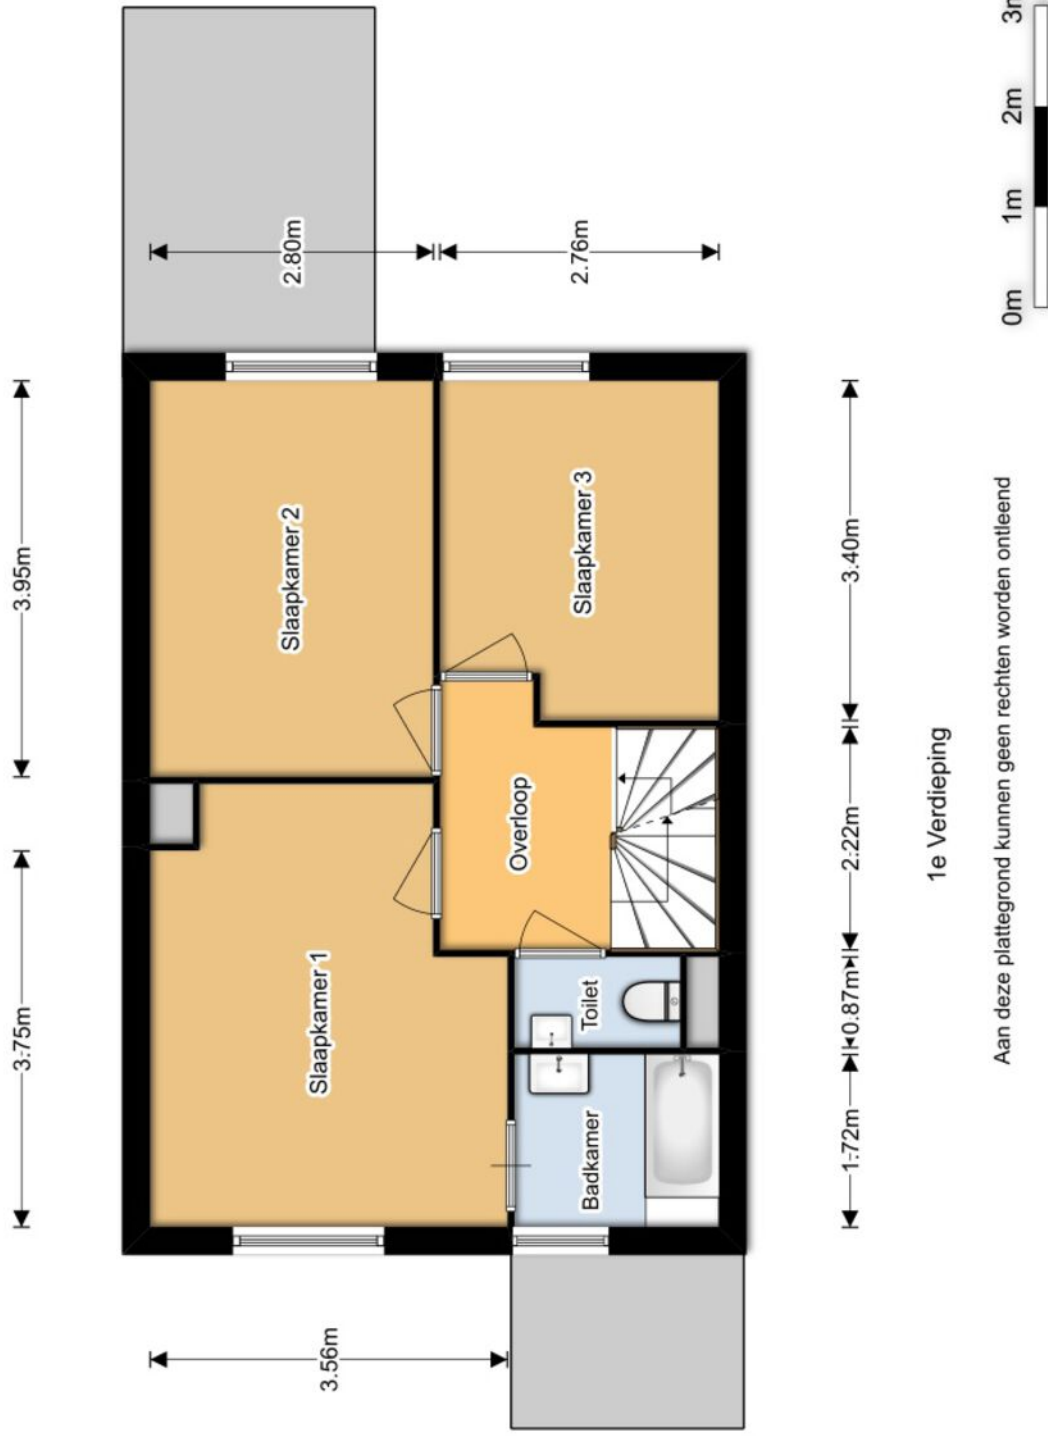 3.95m
3.75m
2.80m
2.76m
3.56m
Slaapkamer 2
Slaapkamer 3
Slaapkamer 1
Overloop
Toilet
Badkamer
3.40m
2.22m
0.87m
1.72m
1e Verdieping
Aan deze plattegrond kunnen geen rechten worden ontleend
0m
1m
2m